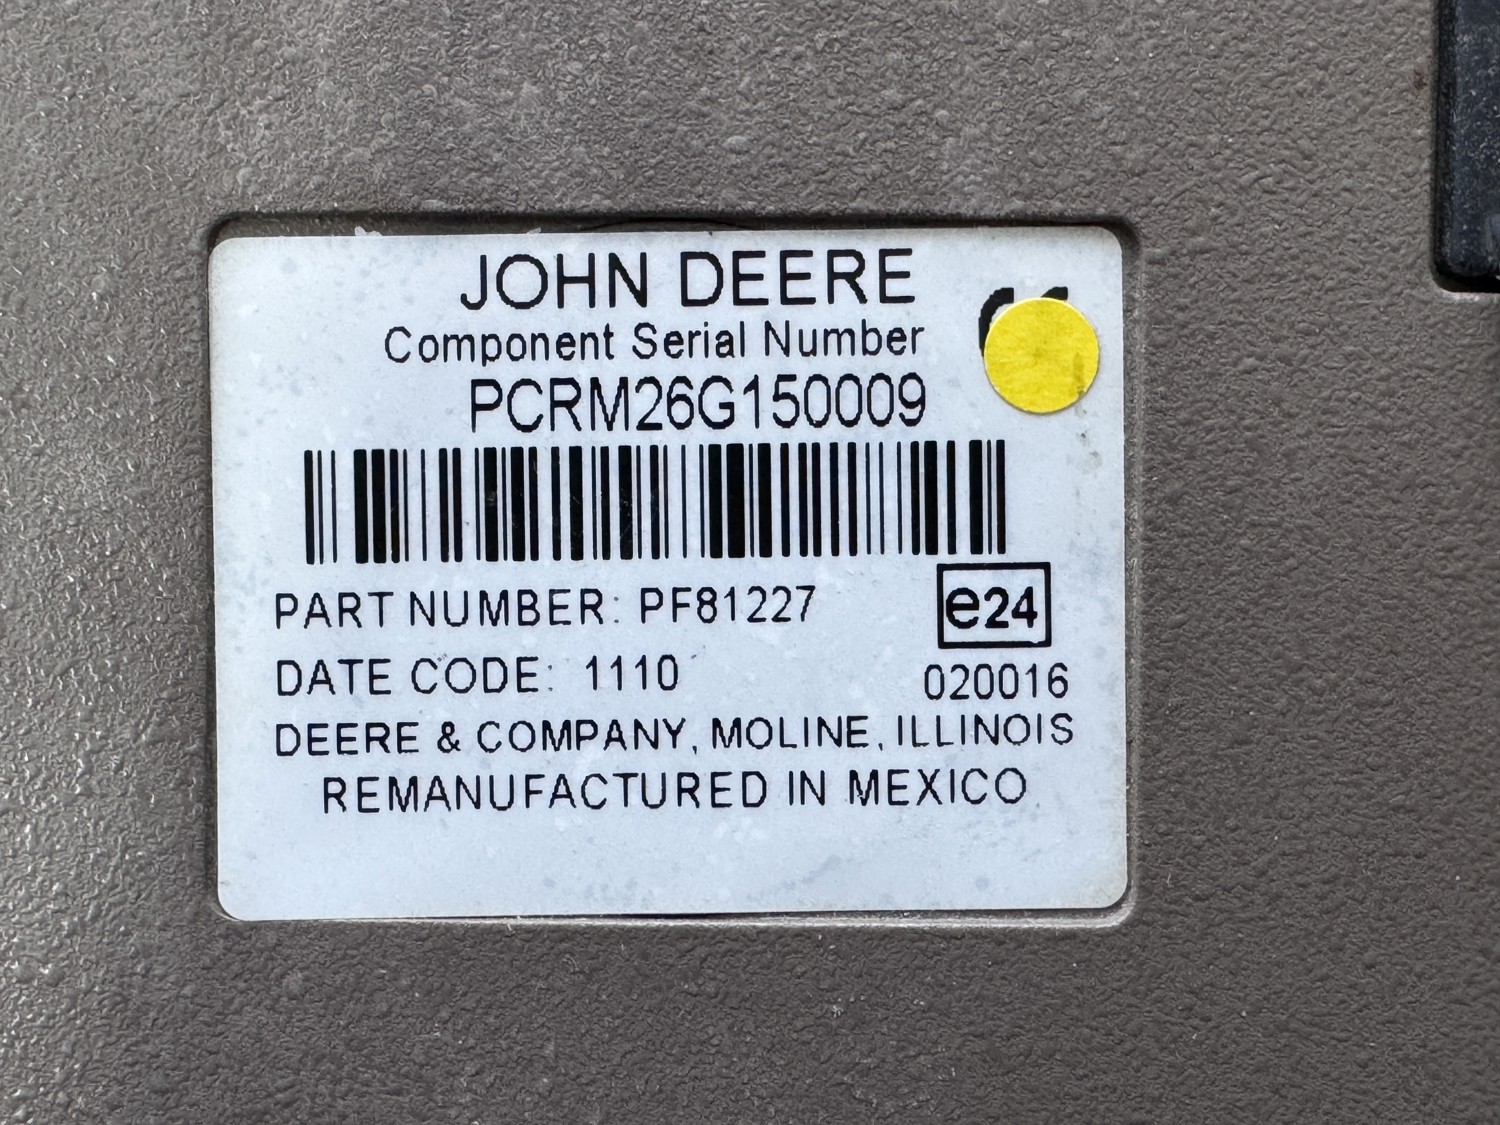 JOHN DEERE
Component Serial Number
PCRM26G150009
PART NUMBER: PF81227
e24
DATE CODE: 1110
020016
DEERE & COMPANY, MOLINE, ILLINOIS
REMANUFACTURED IN MEXICO